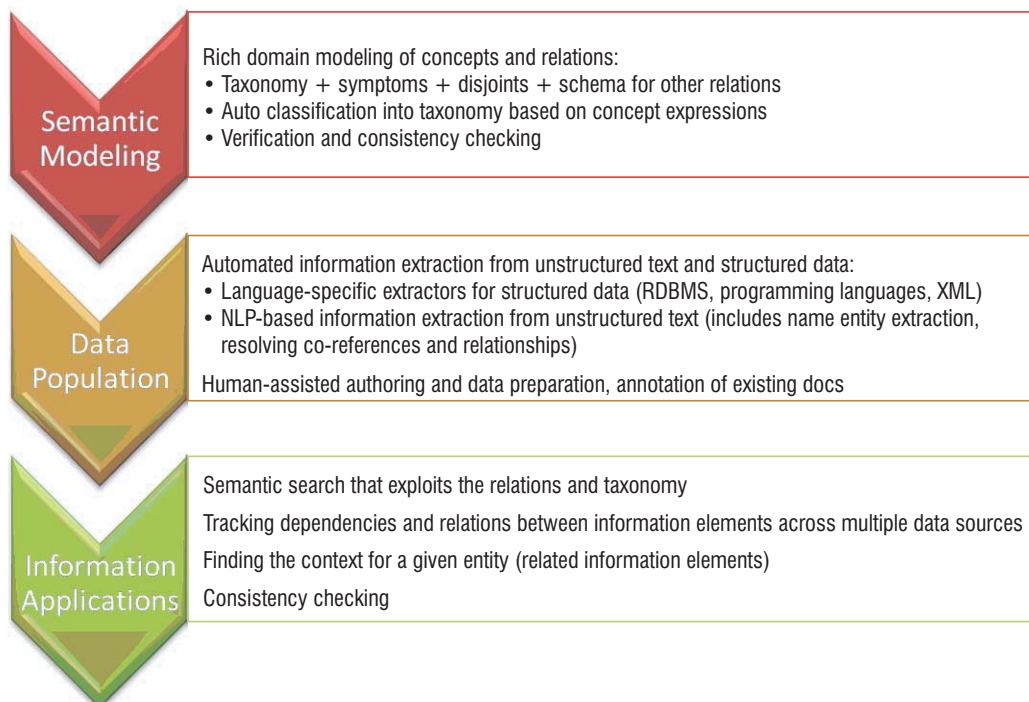 Semantic
Modeling
Rich domain modeling of concepts and relations:
• Taxonomy + symptoms + disjoints + schema for other relations
• Auto classification into taxonomy based on concept expressions
• Verification and consistency checking
Data
Population
Automated information extraction from unstructured text and structured data:
• Language-specific extractors for structured data (RDBMS, programming languages, XML)
• NLP-based information extraction from unstructured text (includes name entity extraction,
resolving co-references and relationships)
Human-assisted authoring and data preparation, annotation of existing docs
Information
Applications
Semantic search that exploits the relations and taxonomy
Tracking dependencies and relations between information elements across multiple data sources
Finding the context for a given entity (related information elements)
Consistency checking